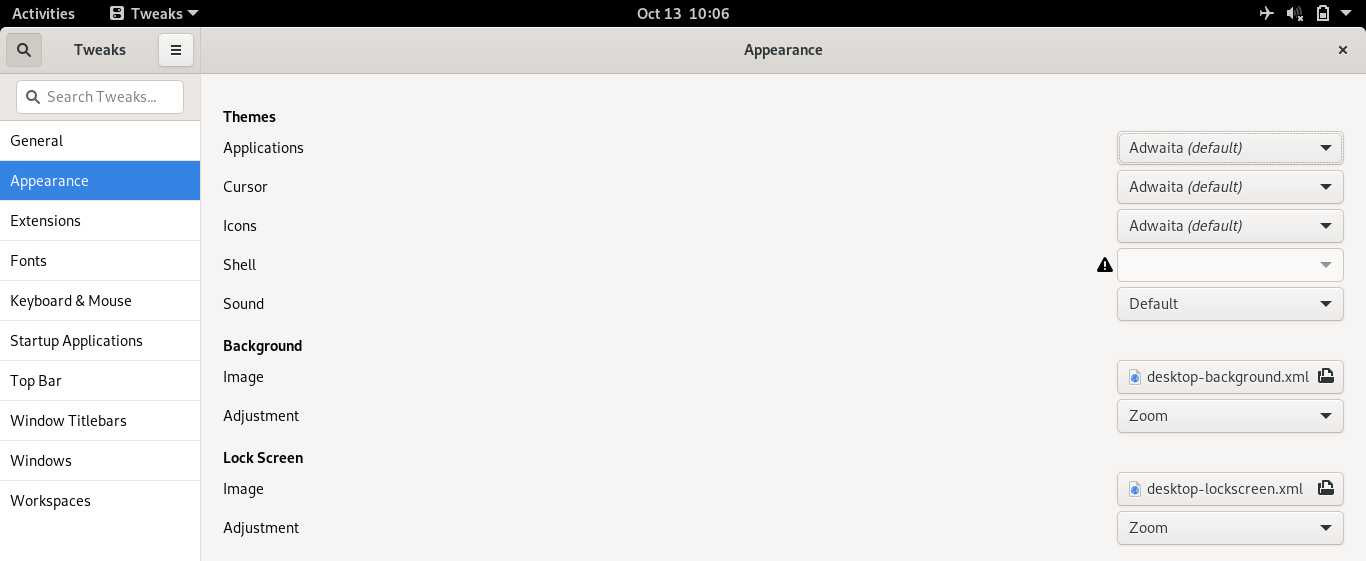 Activities Tweaks Oct 13 10:06
Tweaks Appearance
Search Tweaks...
General
Appearance
Extensions
Fonts
Keyboard & Mouse
Startup Applications
Top Bar
Window Titlebars
Windows
Workspaces
Themes
Applications Adwaita (default)
Cursor Adwaita (default)
Icons Adwaita (default)
Shell
Sound Default
Background
Image desktop-background.xml
Adjustment Zoom
Lock Screen
Image desktop-lockscreen.xml
Adjustment Zoom